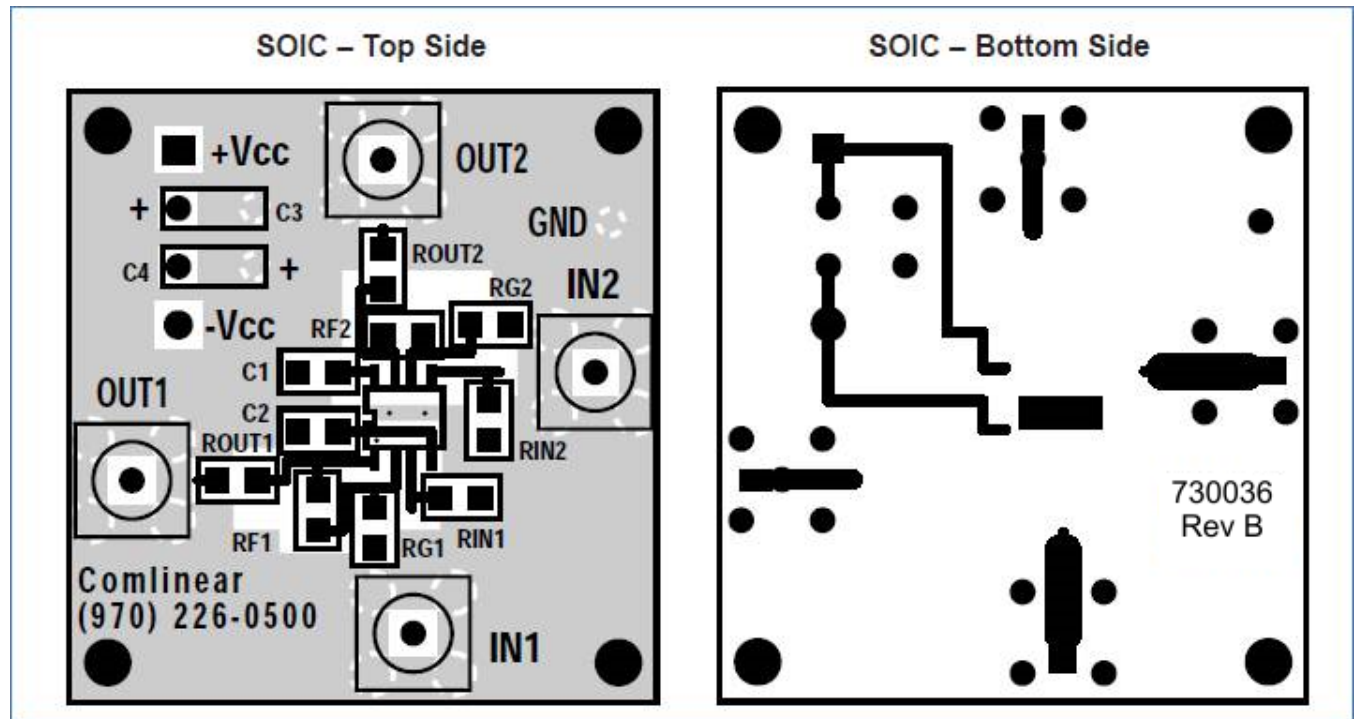 SOIC – Top Side
SOIC – Bottom Side
+Vcc
OUT2
+
C3
GND
C4
+
ROUT2
IN2
RG2
-Vcc
RF2
C1
OUT1
C2
ROUT1
RIN2
RF1
RG1
RIN1
Comlinear
(970) 226-0500
IN1
730036
Rev B